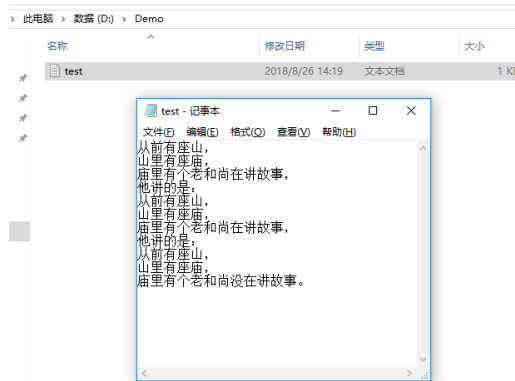 此电脑 > 数据 (D:) > Demo
名称 修改日期 类型 大小
test 2018/8/26 14:19 文本文档 1 K
test - 记事本
文件(F) 编辑(E) 格式(O) 查看(V) 帮助(H)
从前有座山，
山里有座庙，
庙里有个老和尚在讲故事，
他讲的是：
从前有座山，
山里有座庙，
庙里有个老和尚在讲故事，
他讲的是：
从前有座山，
山里有座庙，
庙里有个老和尚没在讲故事。